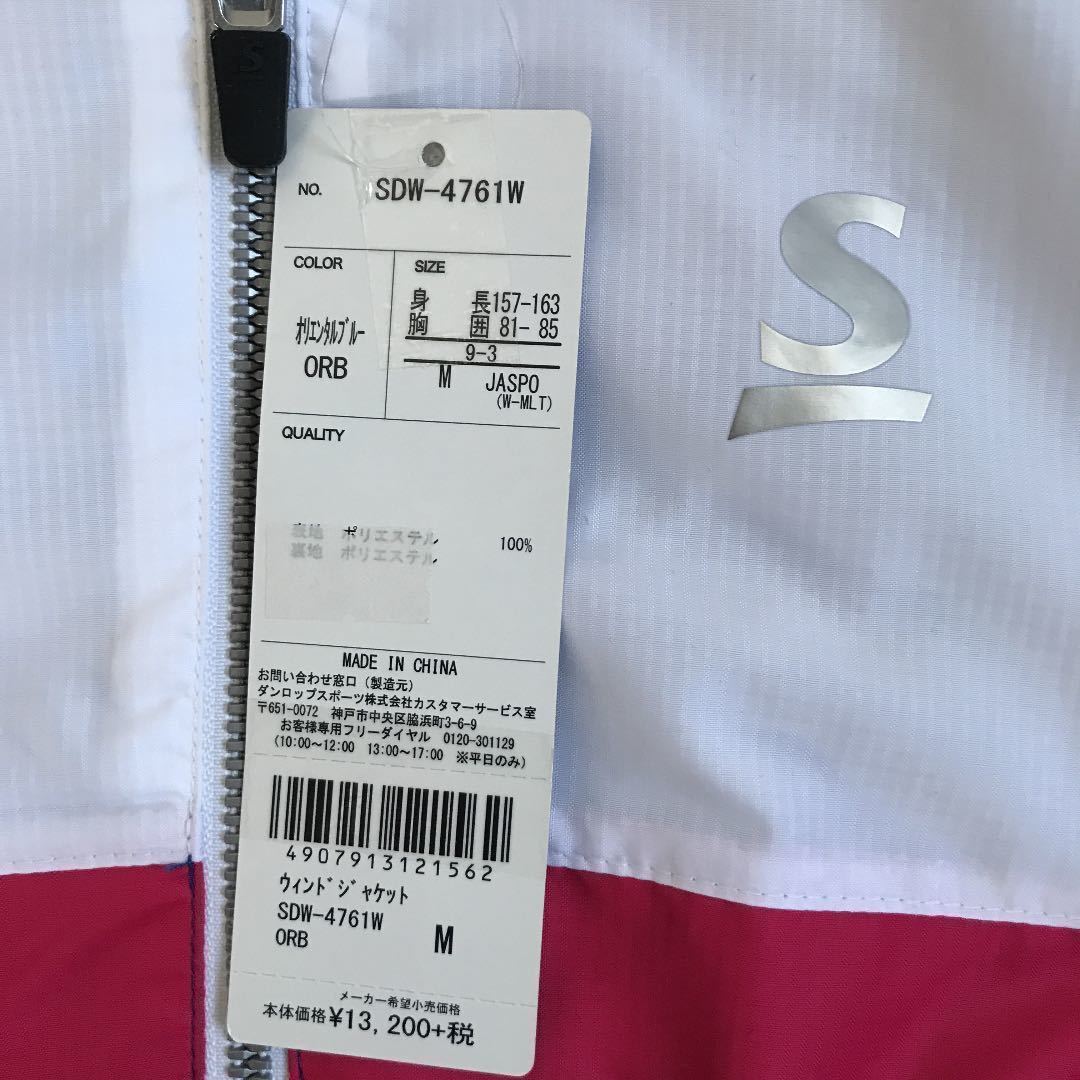 S
NO. SDW-4761W
COLOR
オリエンタルブルー
ORB
SIZE
身 長157-163
胸 囲 81- 85
9-3
M JASPO
(W-MLT)
QUALITY
表地 ポリエステル 100%
裏地 ポリエステル
MADE IN CHINA
お問い合わせ窓口(製造元)
ダンロップスポーツ株式会社カスタマーサービス室
〒651-0072 神戸市中央区脇浜町3-6-9
お客様専用フリーダイヤル 0120-301129
(10:00~12:00 13:00~17:00 ※平日のみ)
4907913121562
ウィンドジャケット
SDW-4761W
ORB M
メーカー希望小売価格
本体価格¥13,200+税
S